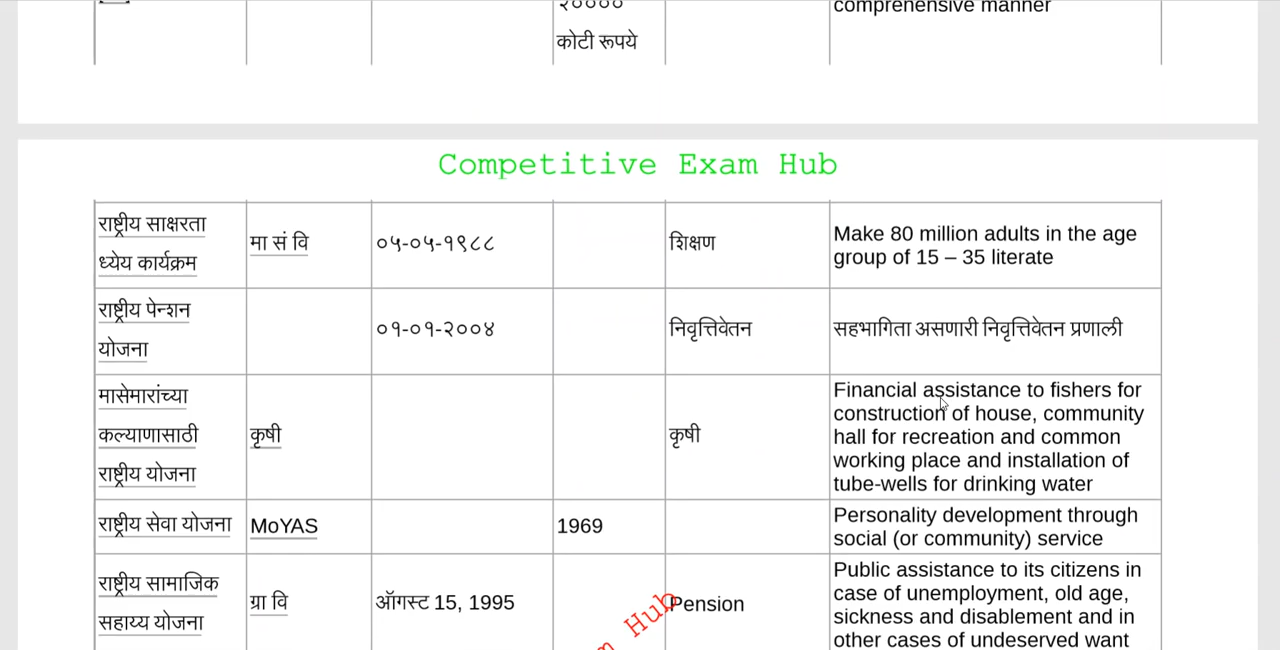 २००००
कोटी रूपये
comprehensive manner
Competitive Exam Hub
राष्ट्रीय साक्षरता
ध्येय कार्यक्रम
मा सं वि
०५-०५-१९८८
शिक्षण
Make 80 million adults in the age
group of 15 – 35 literate
राष्ट्रीय पेन्शन
योजना
०१-०१-२००४
निवृत्तिवेतन
सहभागिता असणारी निवृत्तिवेतन प्रणाली
मासेमारांच्या
कल्याणासाठी
राष्ट्रीय योजना
कृषी
कृषी
Financial assistance to fishers for
construction of house, community
hall for recreation and common
working place and installation of
tube-wells for drinking water
राष्ट्रीय सेवा योजना
MoYAS
1969
Personality development through
social (or community) service
राष्ट्रीय सामाजिक
सहाय्य योजना
ग्रा वि
ऑगस्ट 15, 1995
Pension
Public assistance to its citizens in
case of unemployment, old age,
sickness and disablement and in
other cases of undeserved want
Hub